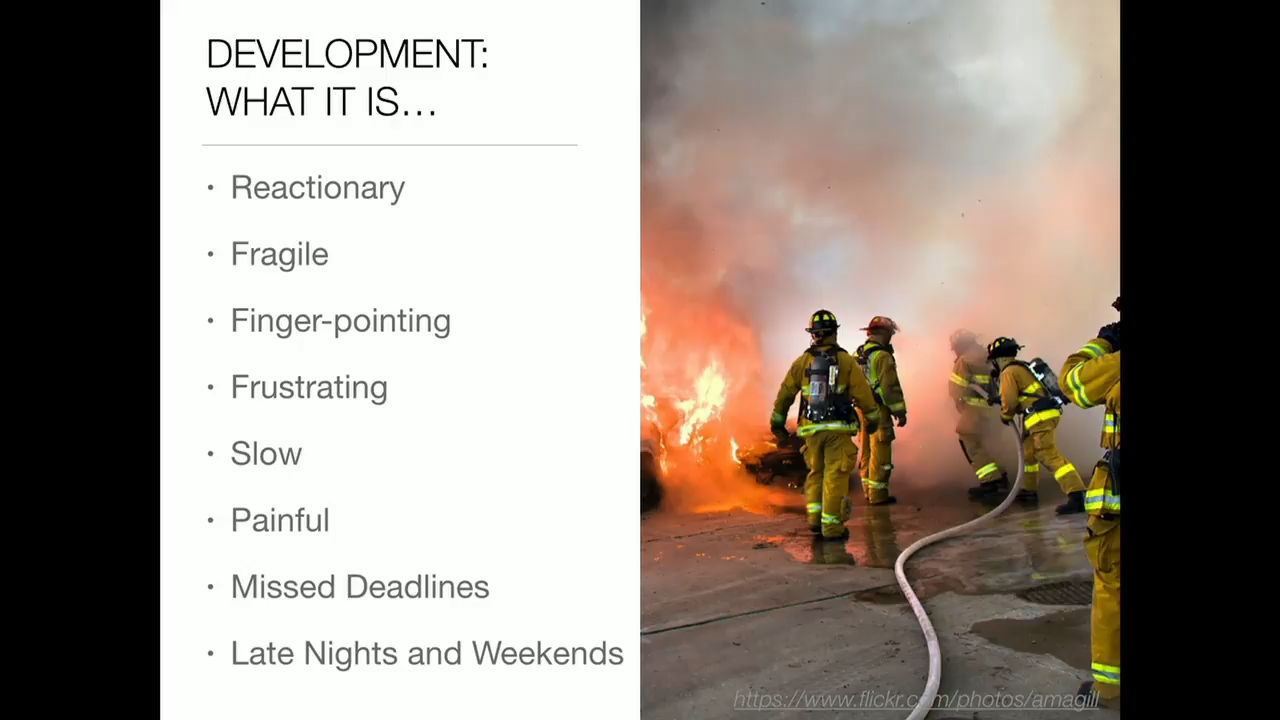 DEVELOPMENT:
WHAT IT IS…
• Reactionary
• Fragile
• Finger-pointing
• Frustrating
• Slow
• Painful
• Missed Deadlines
• Late Nights and Weekends
https://www.flickr.com/photos/amagill